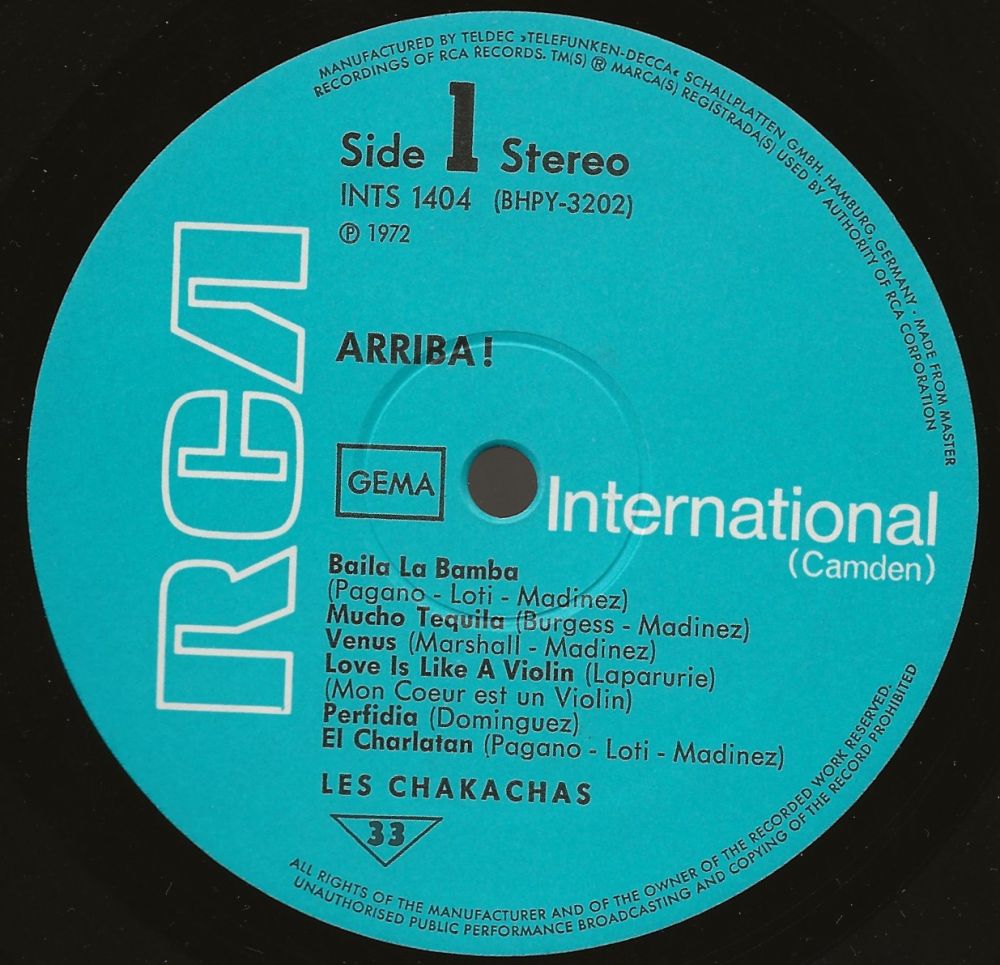 MANUFACTURED BY TELDEC ›TELEFUNKEN-DECCA‹ SCHALLPLATTEN GMBH, HAMBURG, GERMANY · MADE FROM MASTER
RECORDINGS OF RCA RECORDS. TM(S) ® MARCA(S) REGISTRADA(S) USED BY AUTHORITY OF RCA CORPORATION
Side 1 Stereo
INTS 1404 (BHPY-3202)
℗ 1972
RCA
ARRIBA!
GEMA
International
(Camden)
Baila La Bamba
(Pagano - Loti - Madinez)
Mucho Tequila (Burgess - Madinez)
Venus (Marshall - Madinez)
Love Is Like A Violin (Laparurie)
(Mon Coeur est un Violin)
Perfidia (Dominguez)
El Charlatan (Pagano - Loti - Madinez)
LES CHAKACHAS
33
ALL RIGHTS OF THE MANUFACTURER AND OF THE OWNER OF THE RECORDED WORK RESERVED.
UNAUTHORISED PUBLIC PERFORMANCE BROADCASTING AND COPYING OF THE RECORD PROHIBITED